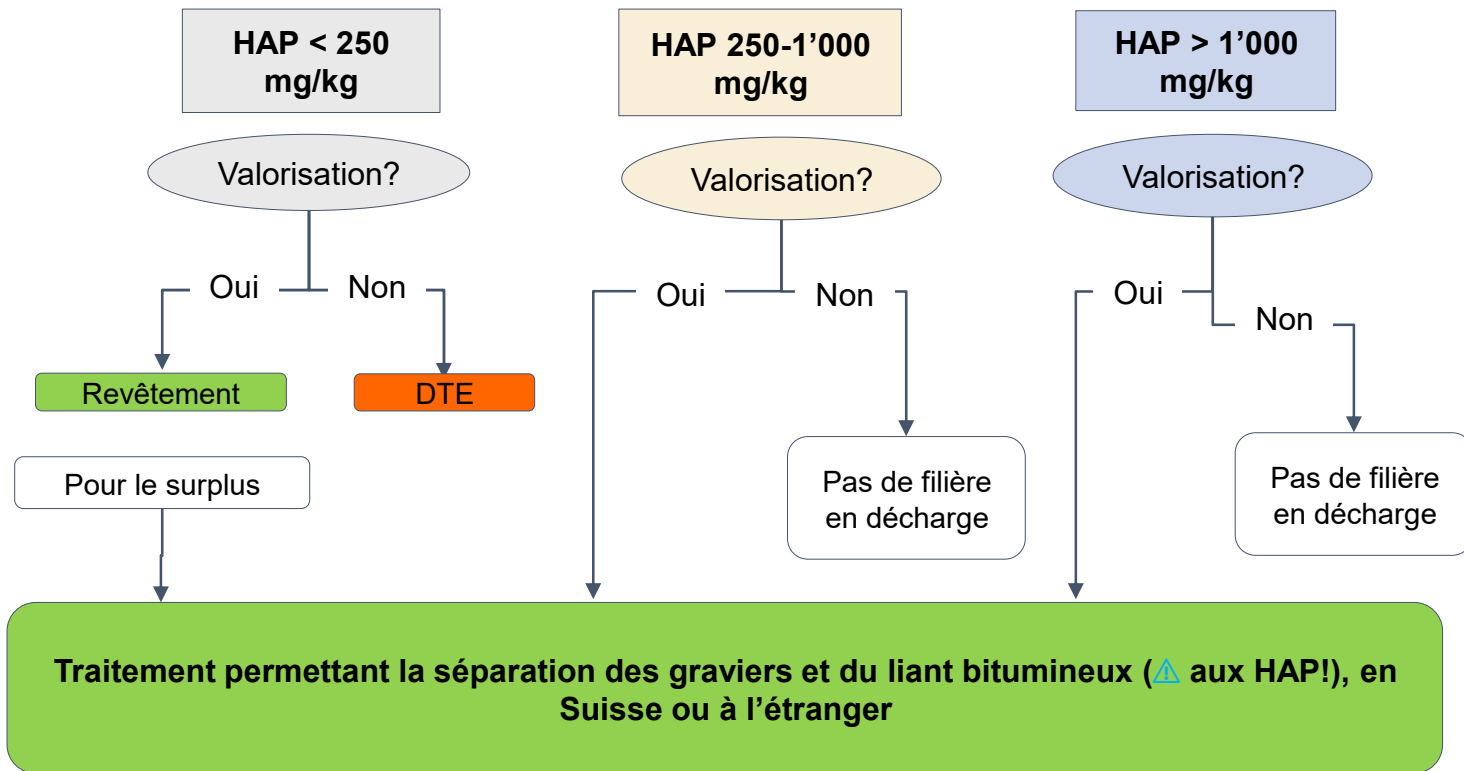 HAP < 250
mg/kg
HAP 250-1’000
mg/kg
HAP > 1’000
mg/kg
Valorisation?
Valorisation?
Valorisation?
Oui
Non
Oui
Non
Oui
Non
Revêtement
DTE
Pour le surplus
Pas de filière
en décharge
Pas de filière
en décharge
Traitement permettant la séparation des graviers et du liant bitumineux (⚠ aux HAP!), en
Suisse ou à l’étranger